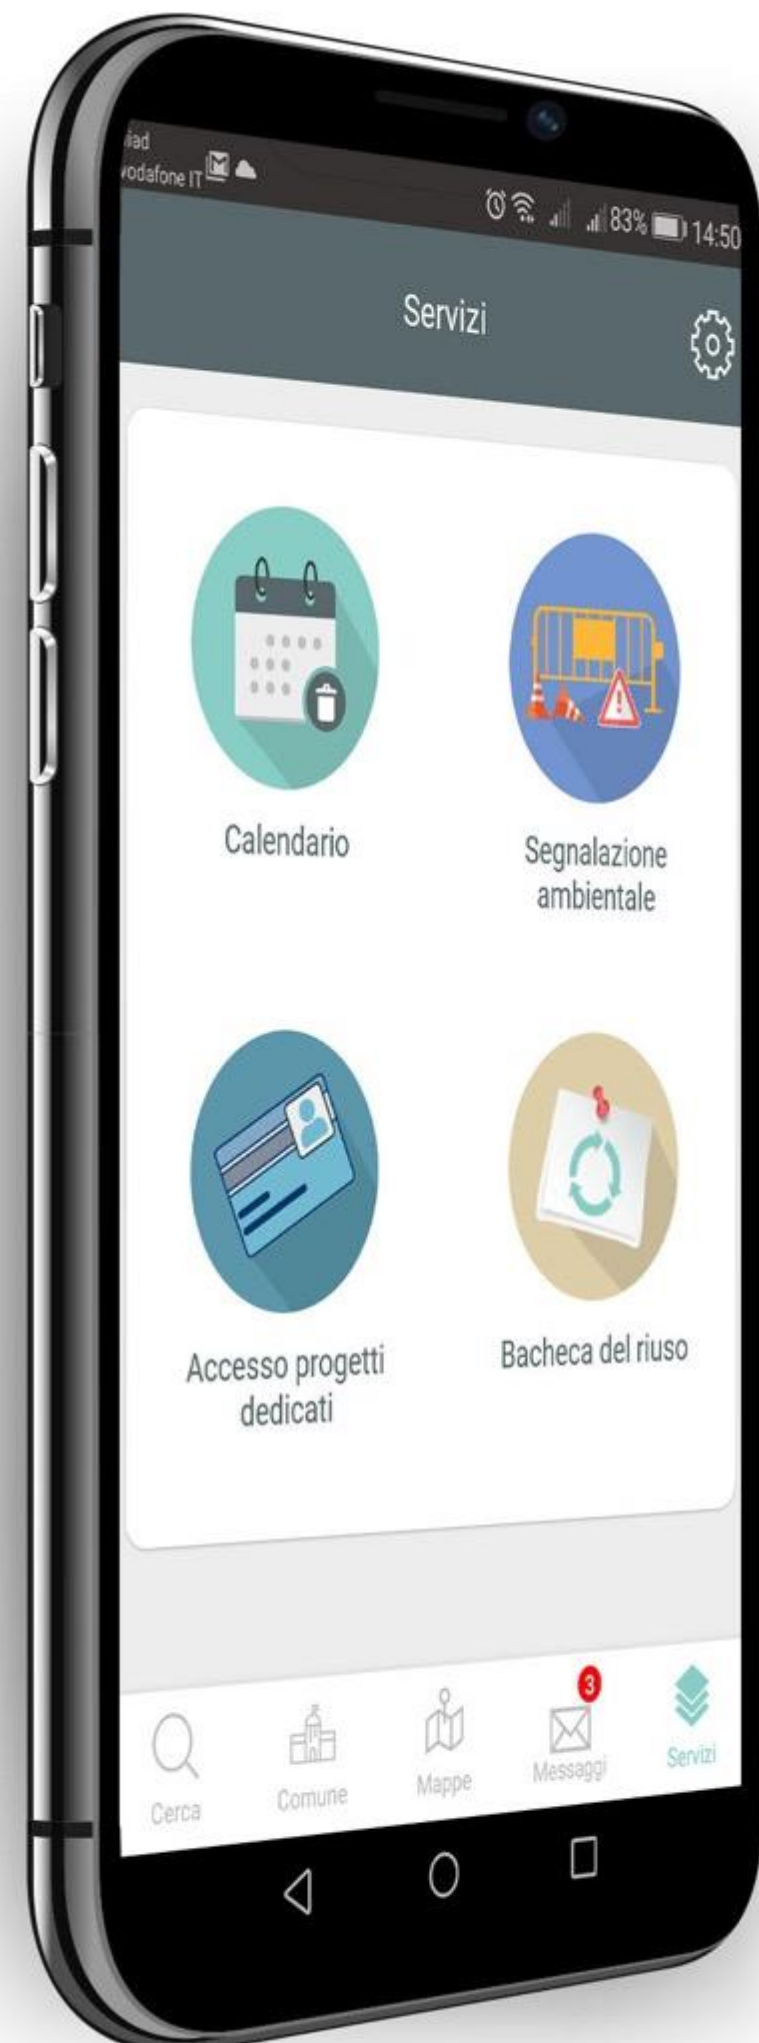 vodafone IT
83% 14:50
Servizi
Calendario
Segnalazione
ambientale
Accesso progetti
dedicati
Bacheca del riuso
3
Cerca
Comune
Mappe
Messaggi
Servizi